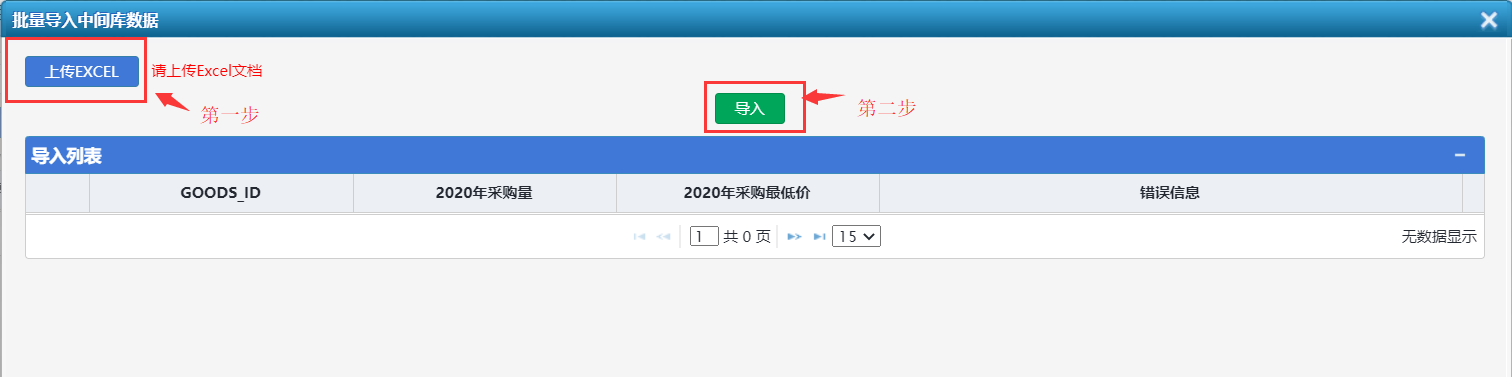 批量导入中间库数据
上传EXCEL 请上传Excel文档
第一步
导入 第二步
导入列表
GOODS_ID 2020年采购量 2020年采购最低价 错误信息
1 共 0 页 15 无数据显示